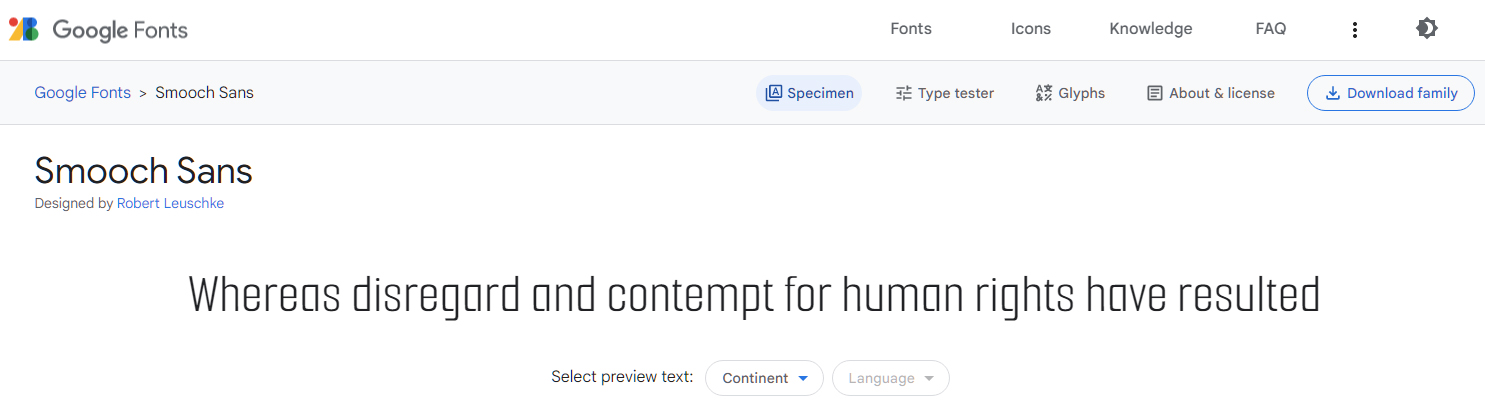 Google Fonts Fonts Icons Knowledge FAQ
Google Fonts > Smooch Sans Specimen Type tester Glyphs About & license Download family
Smooch Sans
Designed by Robert Leuschke
Whereas disregard and contempt for human rights have resulted
Select preview text: Continent Language